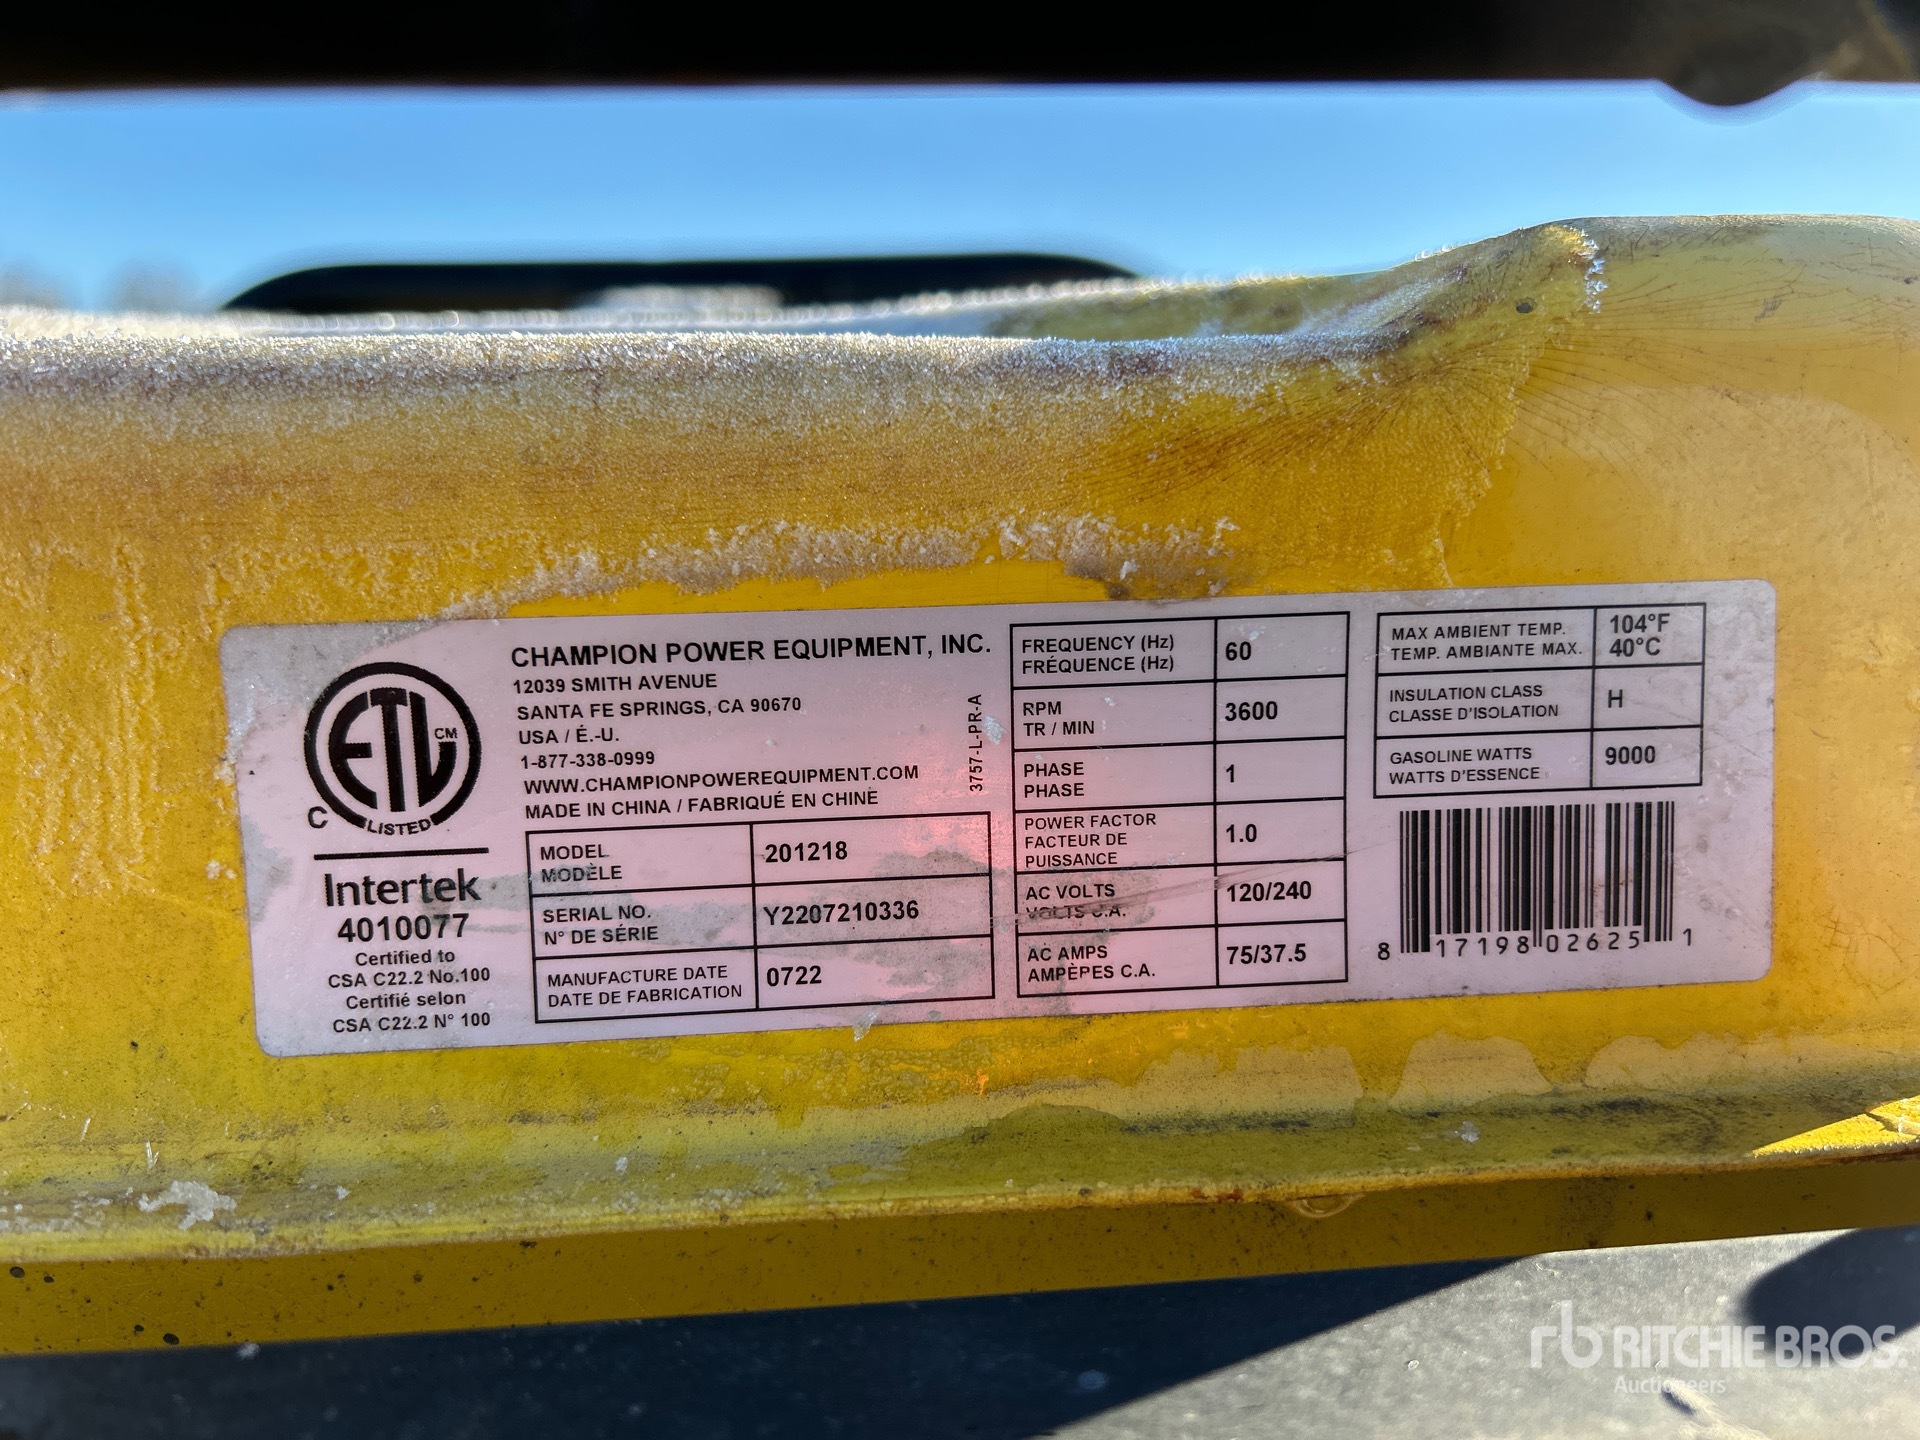 ETL CM
C LISTED
Intertek
4010077
Certified to
CSA C22.2 No.100
Certifié selon
CSA C22.2 N° 100
CHAMPION POWER EQUIPMENT, INC.
12039 SMITH AVENUE
SANTA FE SPRINGS, CA 90670
USA / É.-U.
1-877-338-0999
WWW.CHAMPIONPOWEREQUIPMENT.COM
MADE IN CHINA / FABRIQUÉ EN CHINE
3757-L-PR-A
MODEL
MODÈLE
201218
SERIAL NO.
N° DE SÉRIE
Y2207210336
MANUFACTURE DATE
DATE DE FABRICATION
0722
FREQUENCY (Hz)
FRÉQUENCE (Hz)
60
RPM
TR / MIN
3600
PHASE
PHASE
1
POWER FACTOR
FACTEUR DE
PUISSANCE
1.0
AC VOLTS
VOLTS C.A.
120/240
AC AMPS
AMPÈPES C.A.
75/37.5
MAX AMBIENT TEMP.
TEMP. AMBIANTE MAX.
104°F
40°C
INSULATION CLASS
CLASSE D'ISOLATION
H
GASOLINE WATTS
WATTS D'ESSENCE
9000
8 17198 02625 1
rb RITCHIE BROS.
Auctioneers